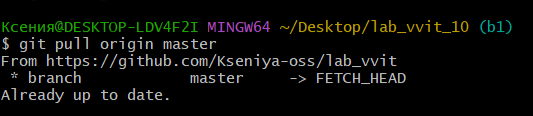 Ксения@DESKTOP-LDV4F2I MINGW64 ~/Desktop/lab_vvit_10 (b1)
$ git pull origin master
From https://github.com/Kseniya-oss/lab_vvit
 * branch            master     -> FETCH_HEAD
Already up to date.